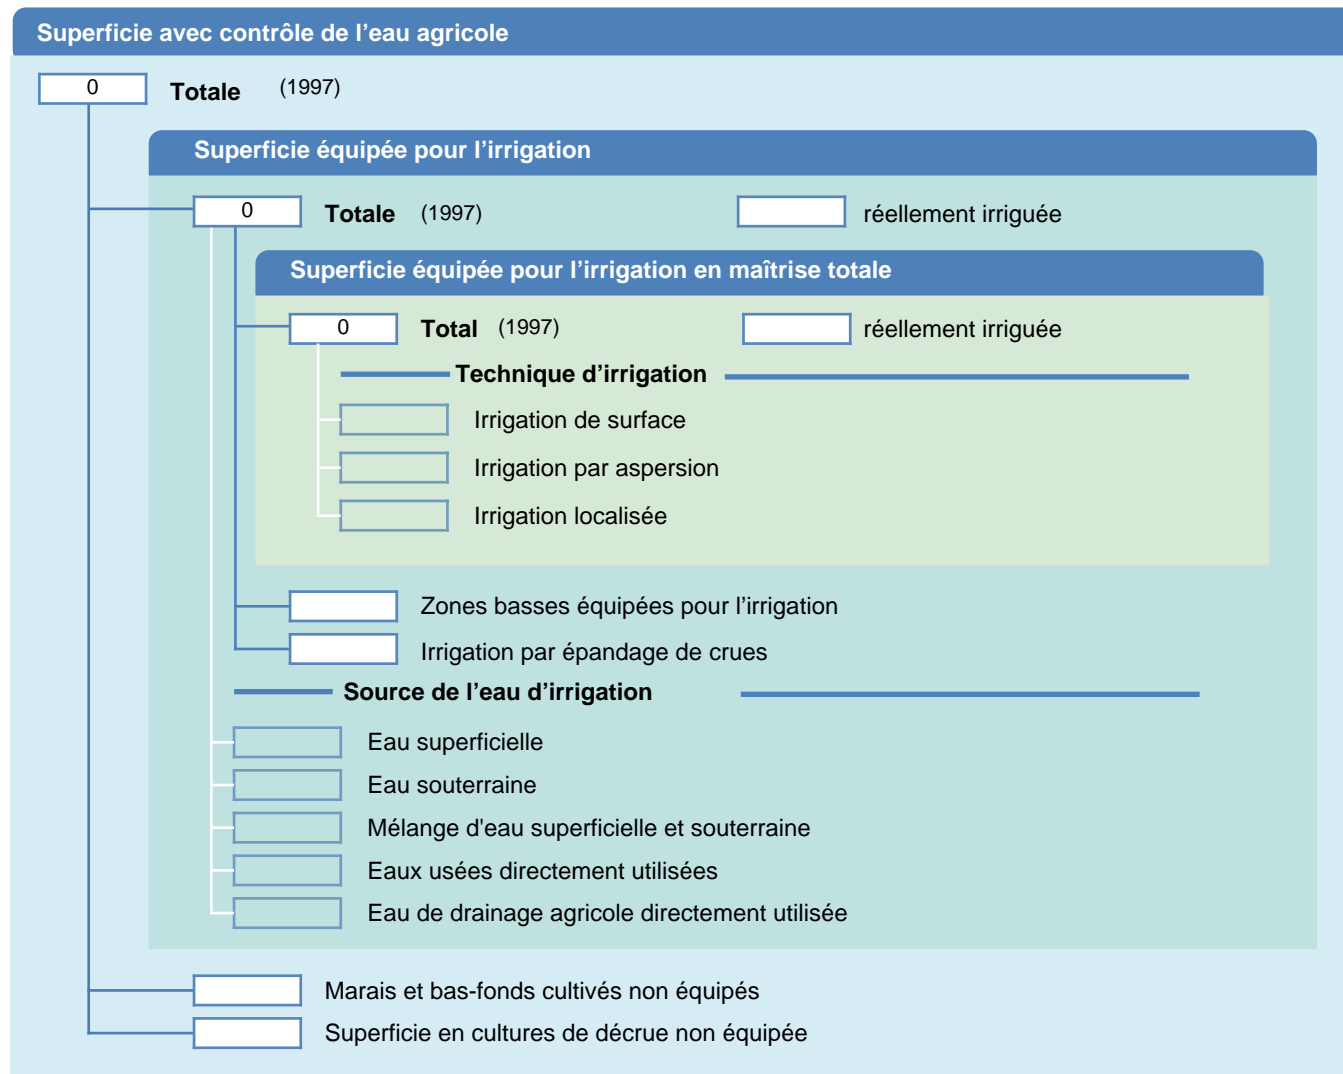 Superficie avec contrôle de l’eau agricole
0 Totale (1997)
Superficie équipée pour l’irrigation
0 Totale (1997) réellement irriguée
Superficie équipée pour l’irrigation en maîtrise totale
0 Total (1997) réellement irriguée
Technique d’irrigation
Irrigation de surface
Irrigation par aspersion
Irrigation localisée
Zones basses équipées pour l’irrigation
Irrigation par épandage de crues
Source de l’eau d’irrigation
Eau superficielle
Eau souterraine
Mélange d'eau superficielle et souterraine
Eaux usées directement utilisées
Eau de drainage agricole directement utilisée
Marais et bas-fonds cultivés non équipés
Superficie en cultures de décrue non équipée